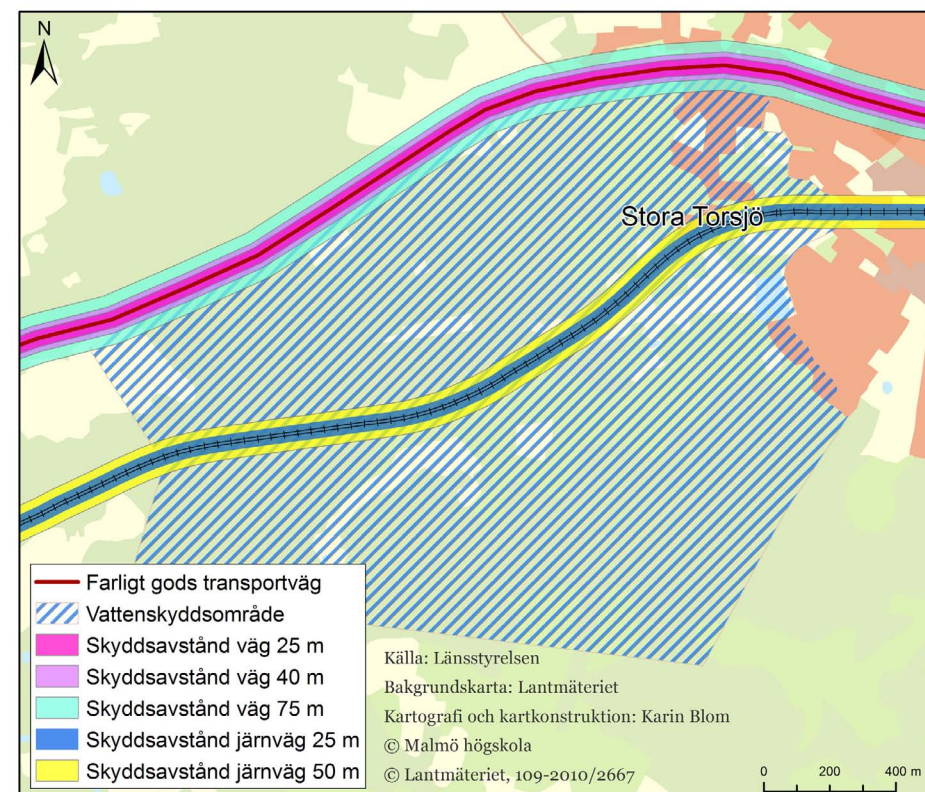 N
Stora Torsjö
Farligt gods transportväg
Vattenskyddsområde
Skyddsavstånd väg 25 m
Skyddsavstånd väg 40 m
Skyddsavstånd väg 75 m
Skyddsavstånd järnväg 25 m
Skyddsavstånd järnväg 50 m
Källa: Länsstyrelsen
Bakgrundskarta: Lantmäteriet
Kartografi och kartkonstruktion: Karin Blom
© Malmö högskola
© Lantmäteriet, 109-2010/2667
0 200 400 m